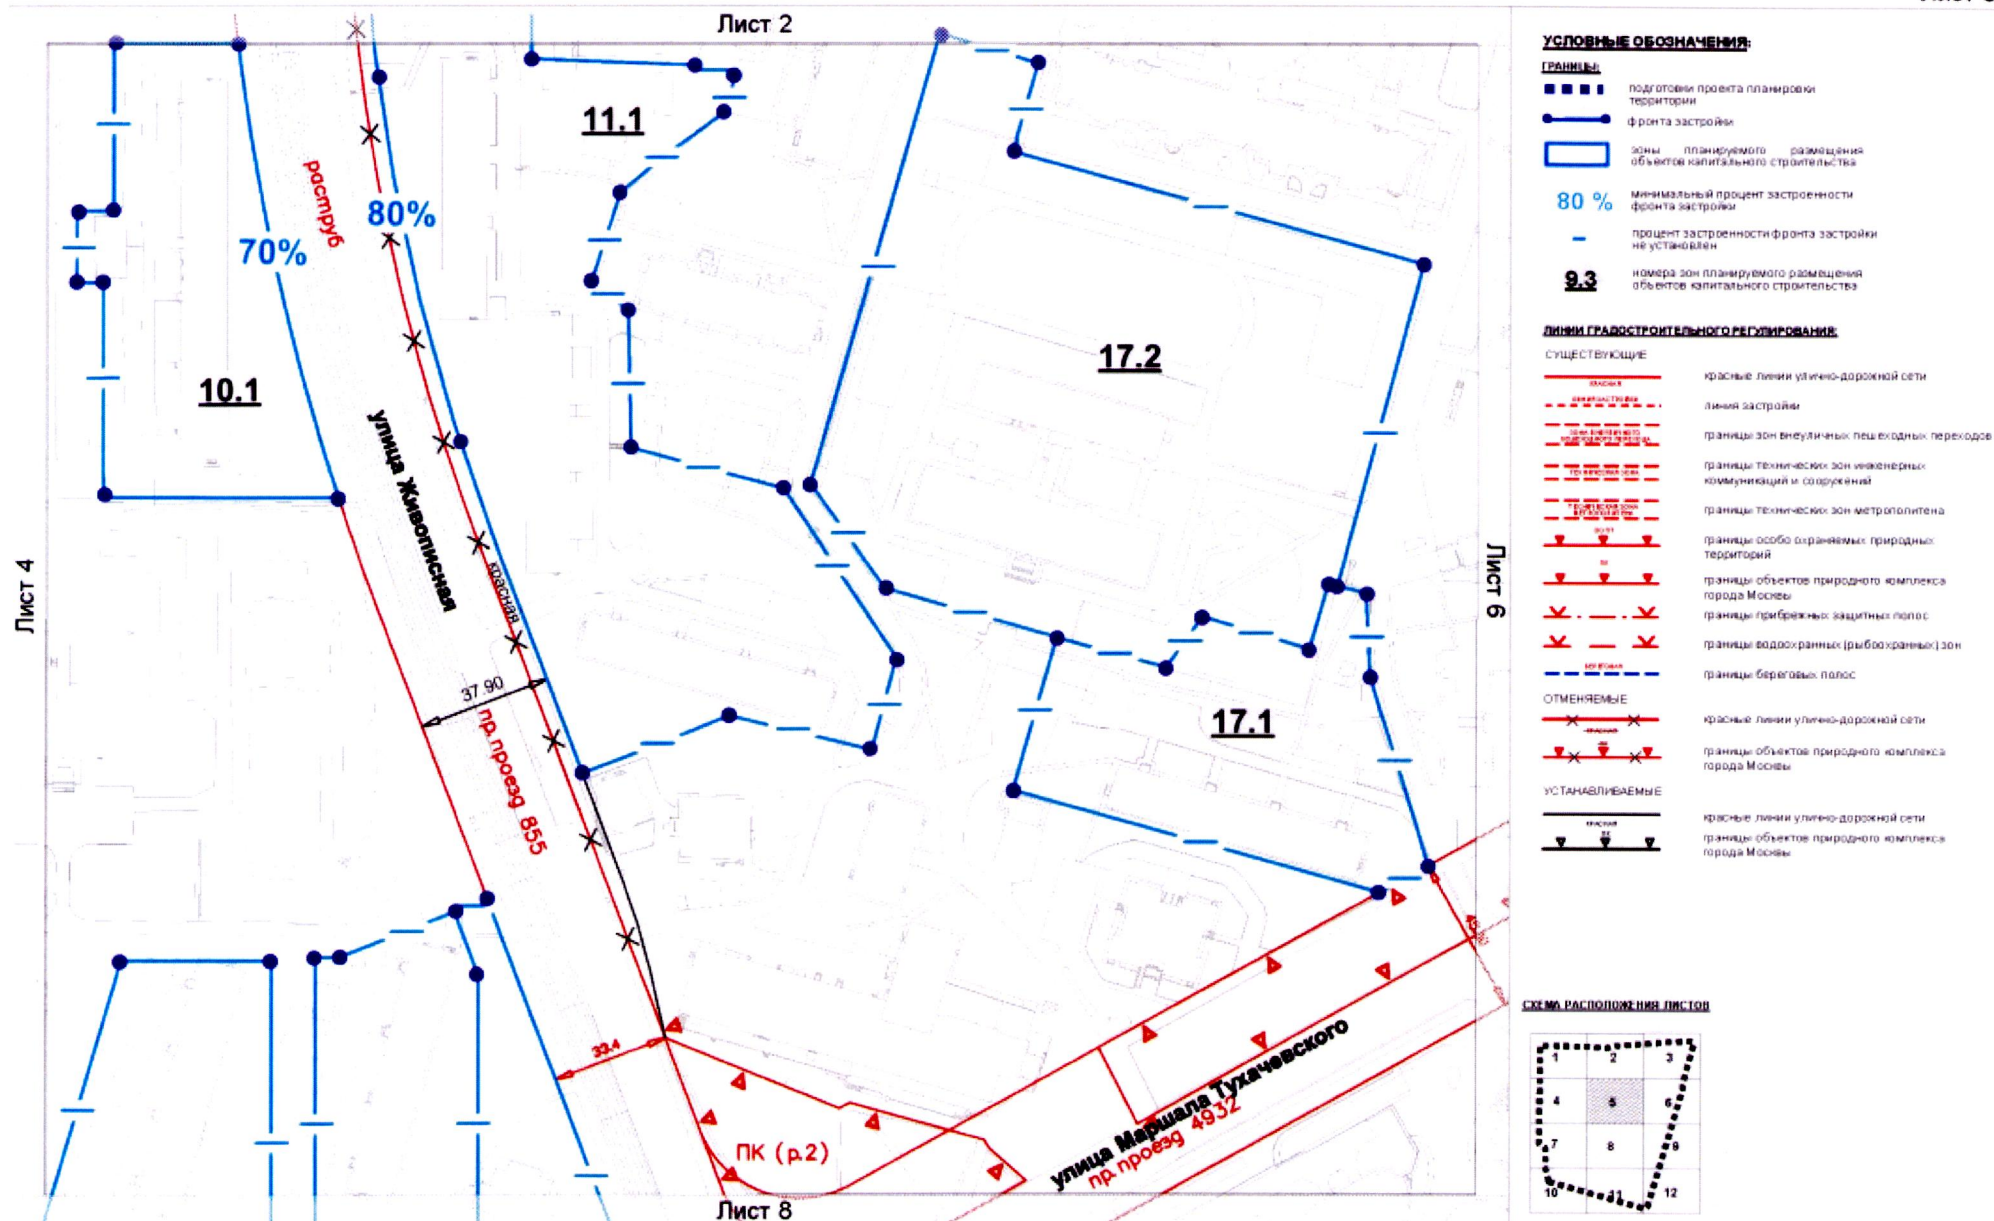 Лист 2
Лист 4
Лист 6
Лист 8
10.1
11.1
17.2
17.1
70%
80%
раструб
улица Живописная
красная
37.90
пр.проезд 855
33.4
ПК (р.2)
улица Маршала Тухачевского
пр. проезд 4932
УСЛОВНЫЕ ОБОЗНАЧЕНИЯ:
ГРАНИЦЫ:
подготовки проекта планировки
территории
фронта застройки
зоны планируемого размещения
объектов капитального строительства
80 %
минимальный процент застроенности
фронта застройки
процент застроенности фронта застройки
не установлен
9.3
номера зон планируемого размещения
объектов капитального строительства
ЛИНИИ ГРАДОСТРОИТЕЛЬНОГО РЕГУЛИРОВАНИЯ:
СУЩЕСТВУЮЩИЕ
красные линии улично-дорожной сети
линия застройки
границы зон внеуличных пешеходных переходов
границы технических зон инженерных
коммуникаций и сооружений
границы технических зон метрополитена
границы особо охраняемых природных
территорий
границы объектов природного комплекса
города Москвы
границы прибрежных защитных полос
границы водоохранных (рыбоохранных) зон
границы береговых полос
ОТМЕНЯЕМЫЕ
красные линии улично-дорожной сети
границы объектов природного комплекса
города Москвы
УСТАНАВЛИВАЕМЫЕ
красные линии улично-дорожной сети
границы объектов природного комплекса
города Москвы
СХЕМА РАСПОЛОЖЕНИЯ ЛИСТОВ
1 2 3
4 5 6
7 8 9
10 11 12